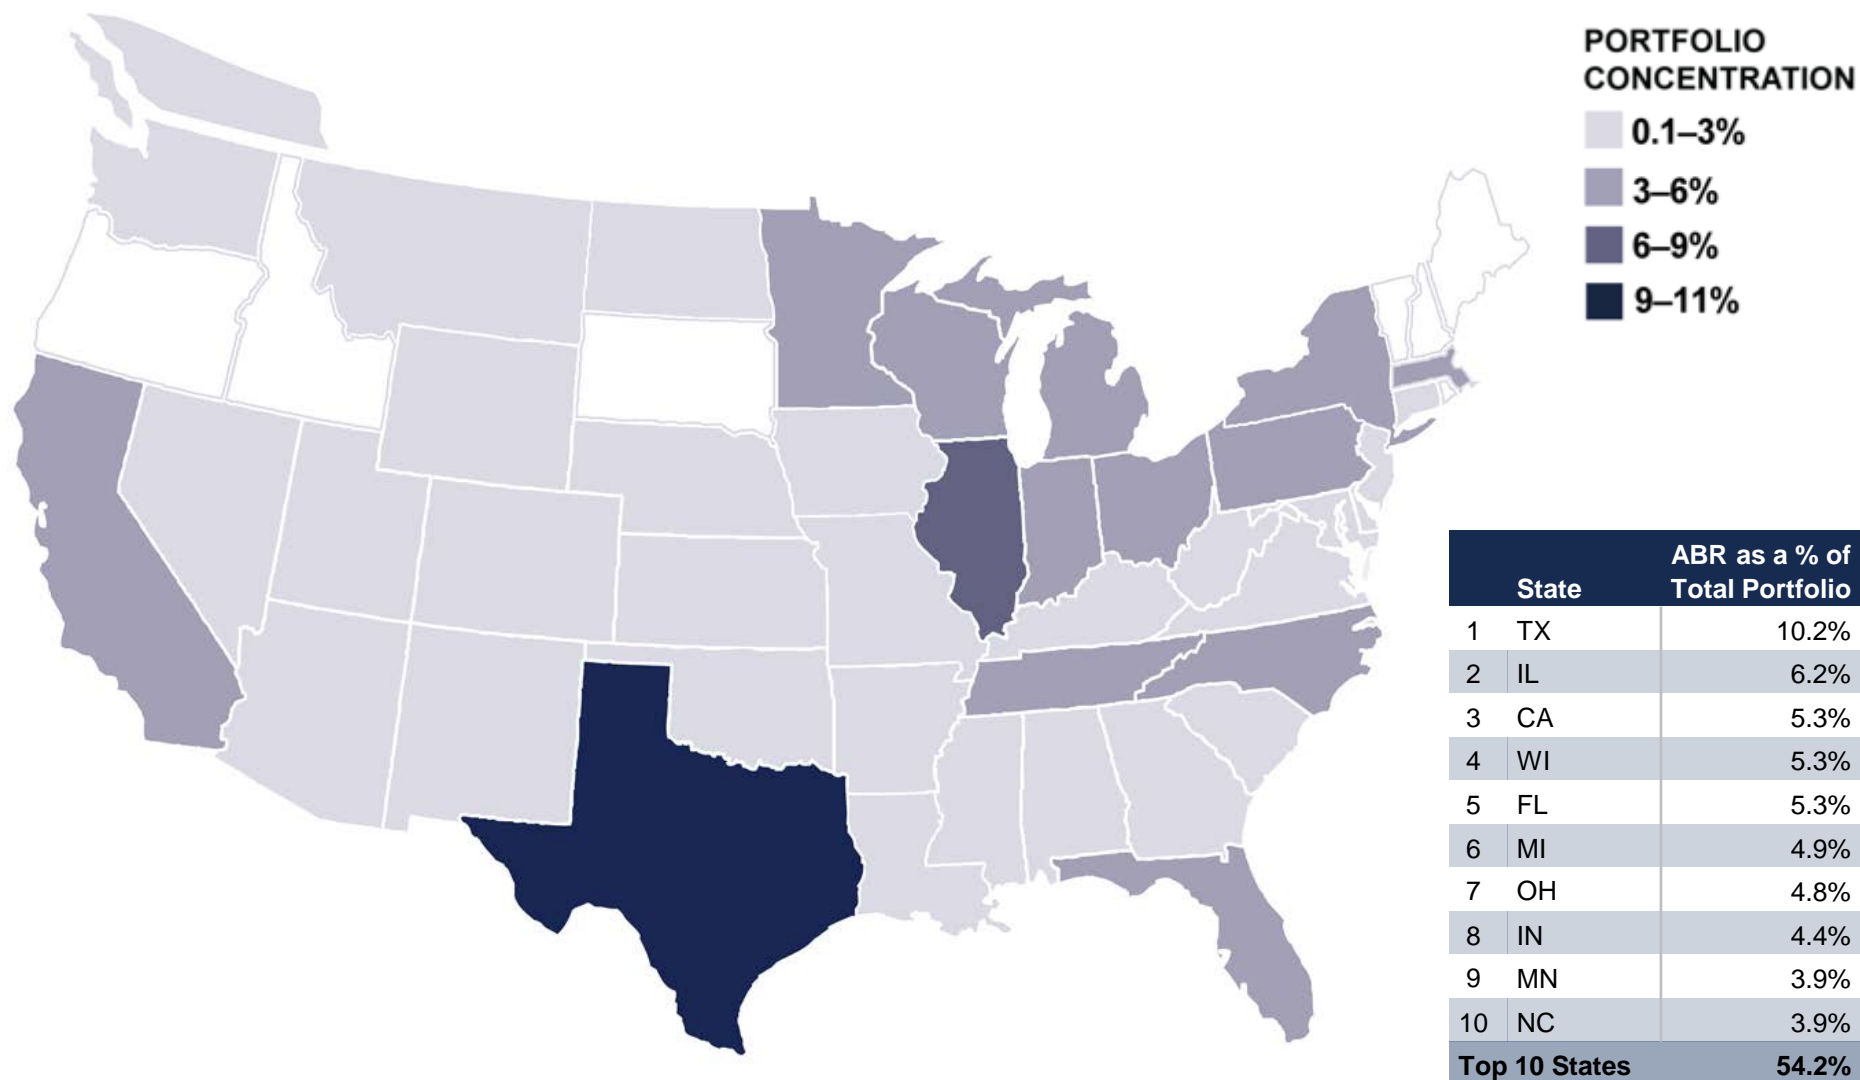 PORTFOLIO
CONCENTRATION
0.1–3%
3–6%
6–9%
9–11%
ABR as a % of
State Total Portfolio
1 TX 10.2%
2 IL 6.2%
3 CA 5.3%
4 WI 5.3%
5 FL 5.3%
6 MI 4.9%
7 OH 4.8%
8 IN 4.4%
9 MN 3.9%
10 NC 3.9%
Top 10 States 54.2%